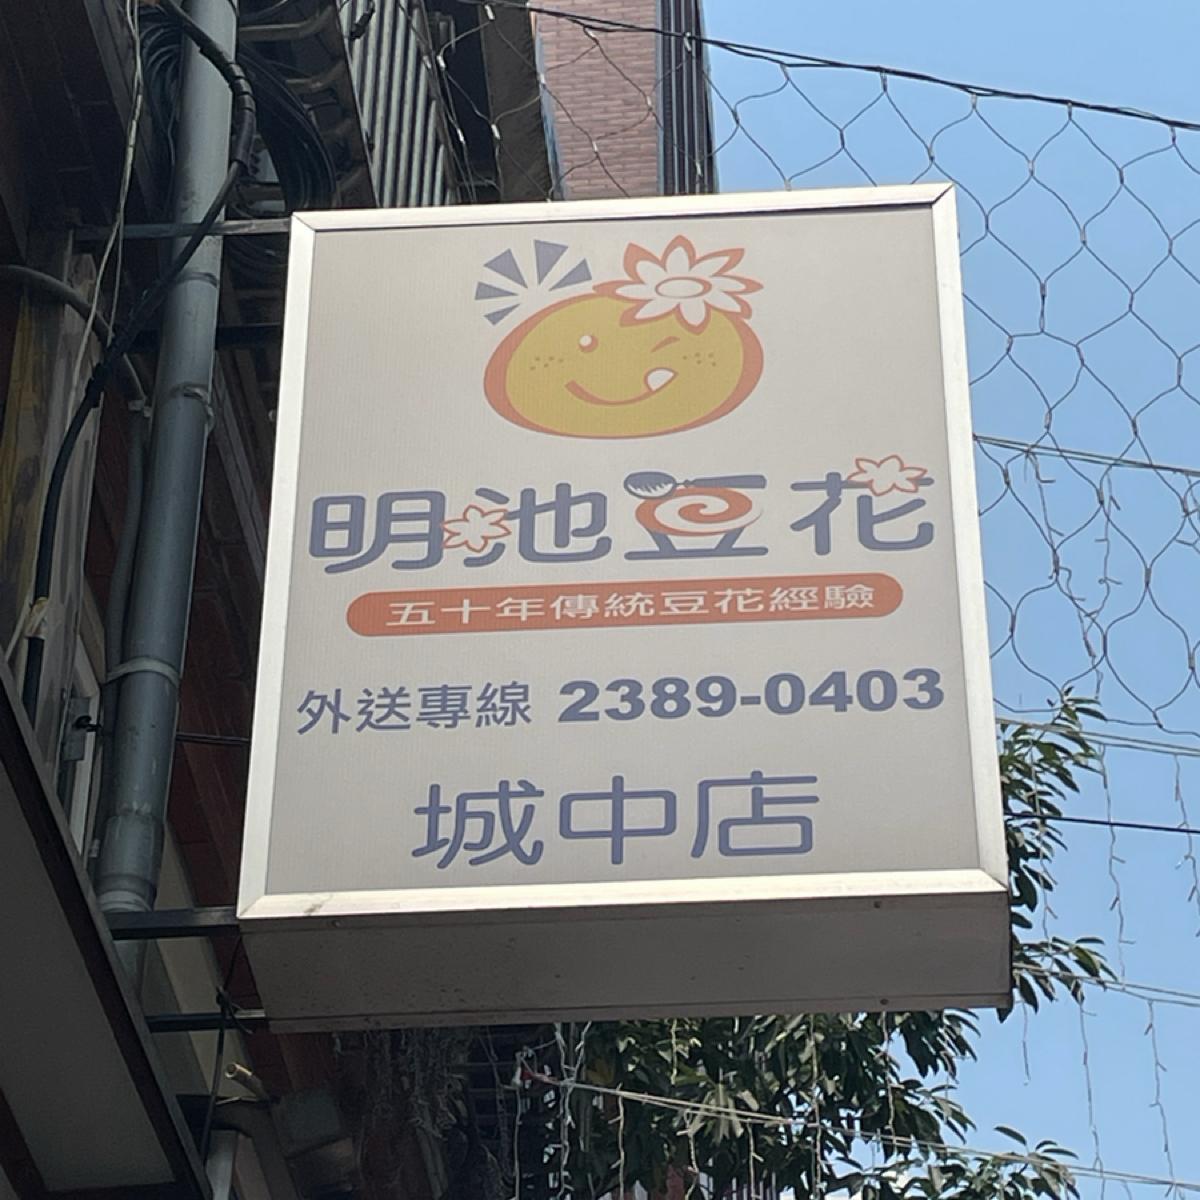 明池豆花
五十年傳統豆花經驗
外送專線 2389-0403
城中店